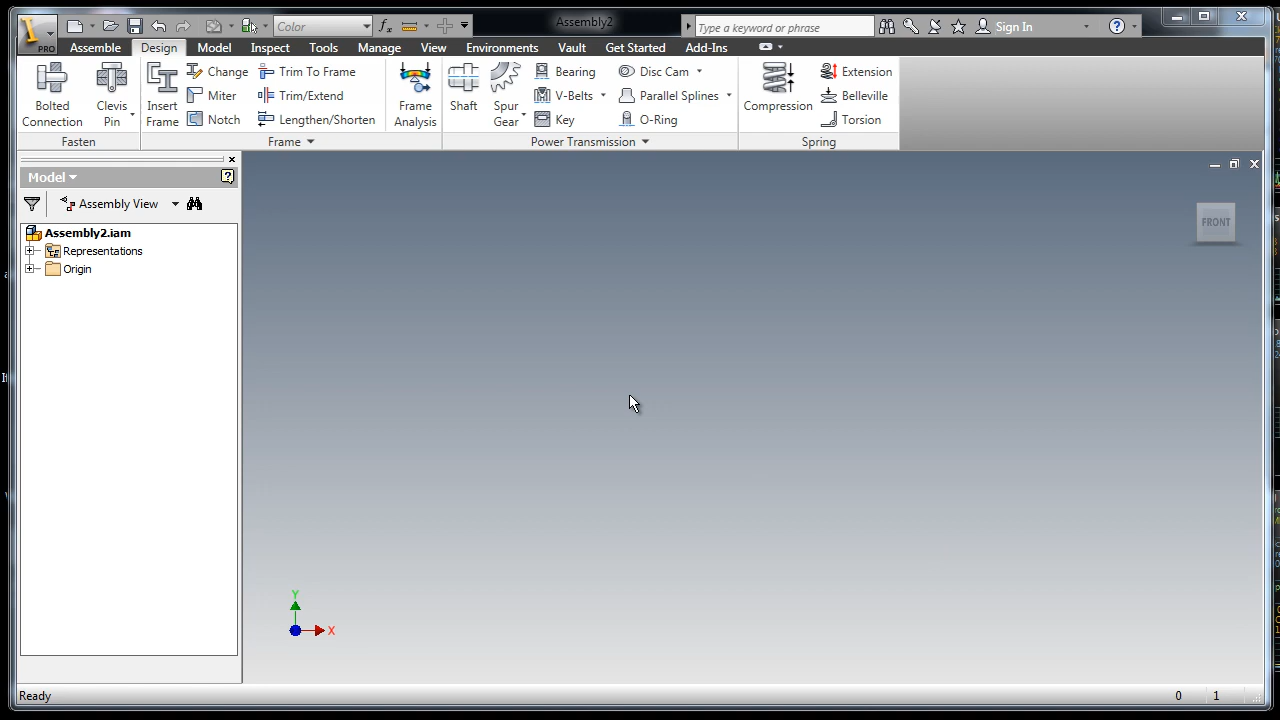 Color
Assembly2
Type a keyword or phrase
Sign In
PRO
Assemble Design Model Inspect Tools Manage View Environments Vault Get Started Add-Ins
Bolted Connection
Clevis Pin
Fasten
Insert Frame
Change
Miter
Notch
Trim To Frame
Trim/Extend
Lengthen/Shorten
Frame Analysis
Frame
Shaft
Spur Gear
Bearing
V-Belts
Key
Disc Cam
Parallel Splines
O-Ring
Power Transmission
Compression
Extension
Belleville
Torsion
Spring
Model
Assembly View
Assembly2.iam
Representations
Origin
FRONT
Y
X
Ready
0 1